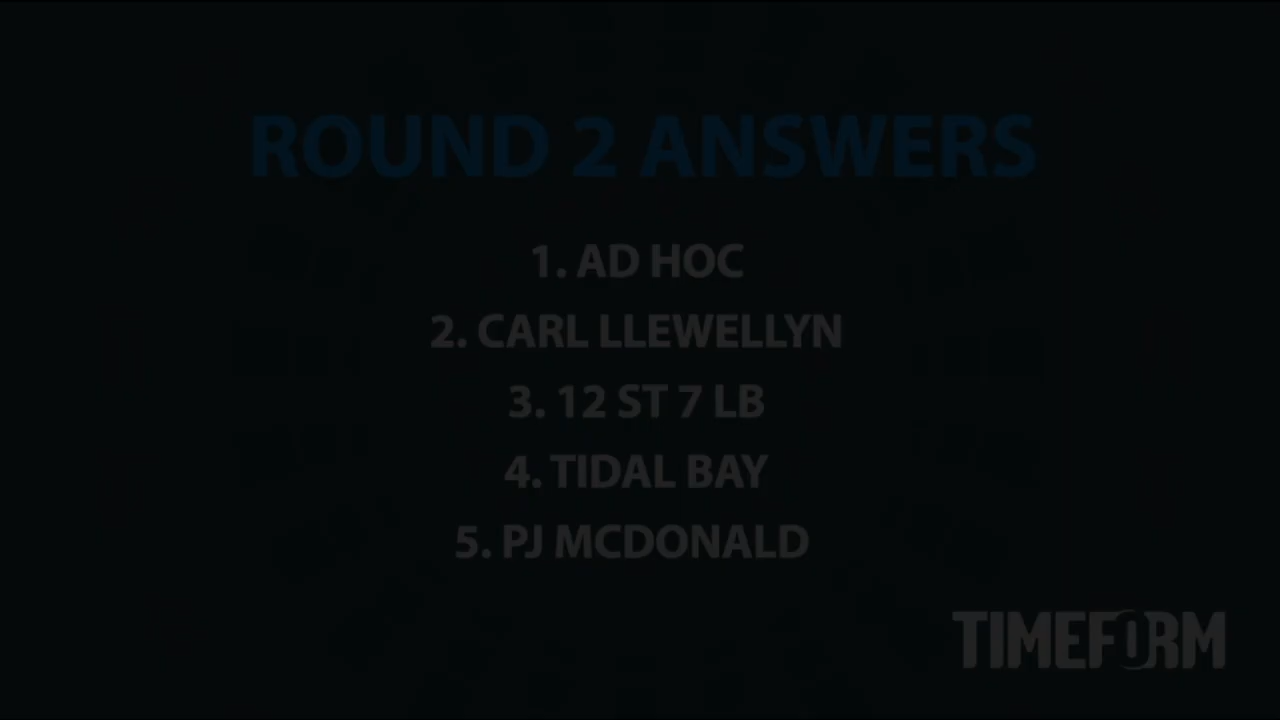 ROUND 2 ANSWERS
1. AD HOC
2. CARL LLEWELLYN
3. 12 ST 7 LB
4. TIDAL BAY
5. PJ MCDONALD
TIMEFORM